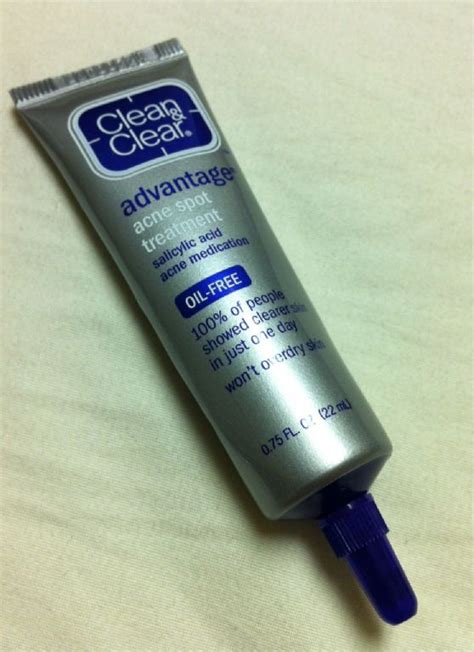 Clean &
Clear®
advantage®
acne spot
treatment
salicylic acid
acne medication
OIL-FREE
100% of people
showed clearer skin
in just one day
won't overdry skin
0.75 FL. OZ. (22 mL)